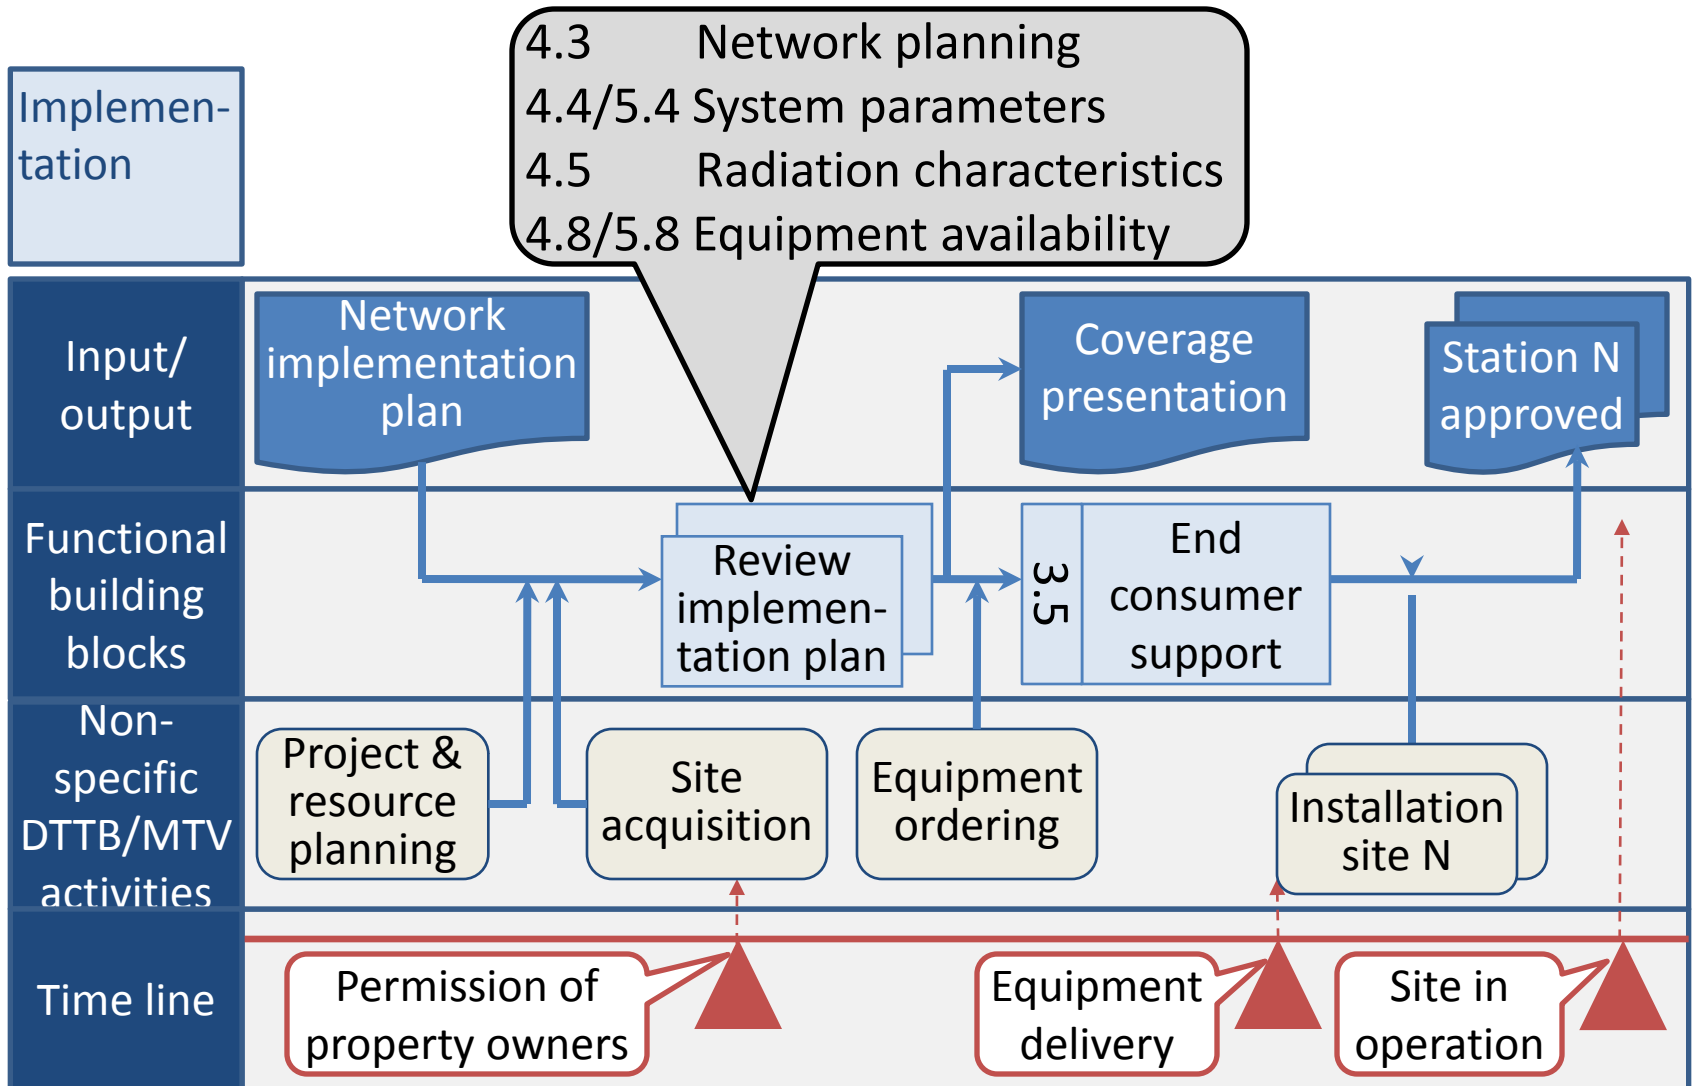 4.3 Network planning
4.4/5.4 System parameters
4.5 Radiation characteristics
4.8/5.8 Equipment availability
Implemen-
tation
Input/
output
Network
implementation
plan
Coverage
presentation
Station N
approved
Functional
building
blocks
Review
implemen-
tation plan
3.5
End
consumer
support
Non-
specific
DTTB/MTV
activities
Project &
resource
planning
Site
acquisition
Equipment
ordering
Installation
site N
Time line
Permission of
property owners
Equipment
delivery
Site in
operation